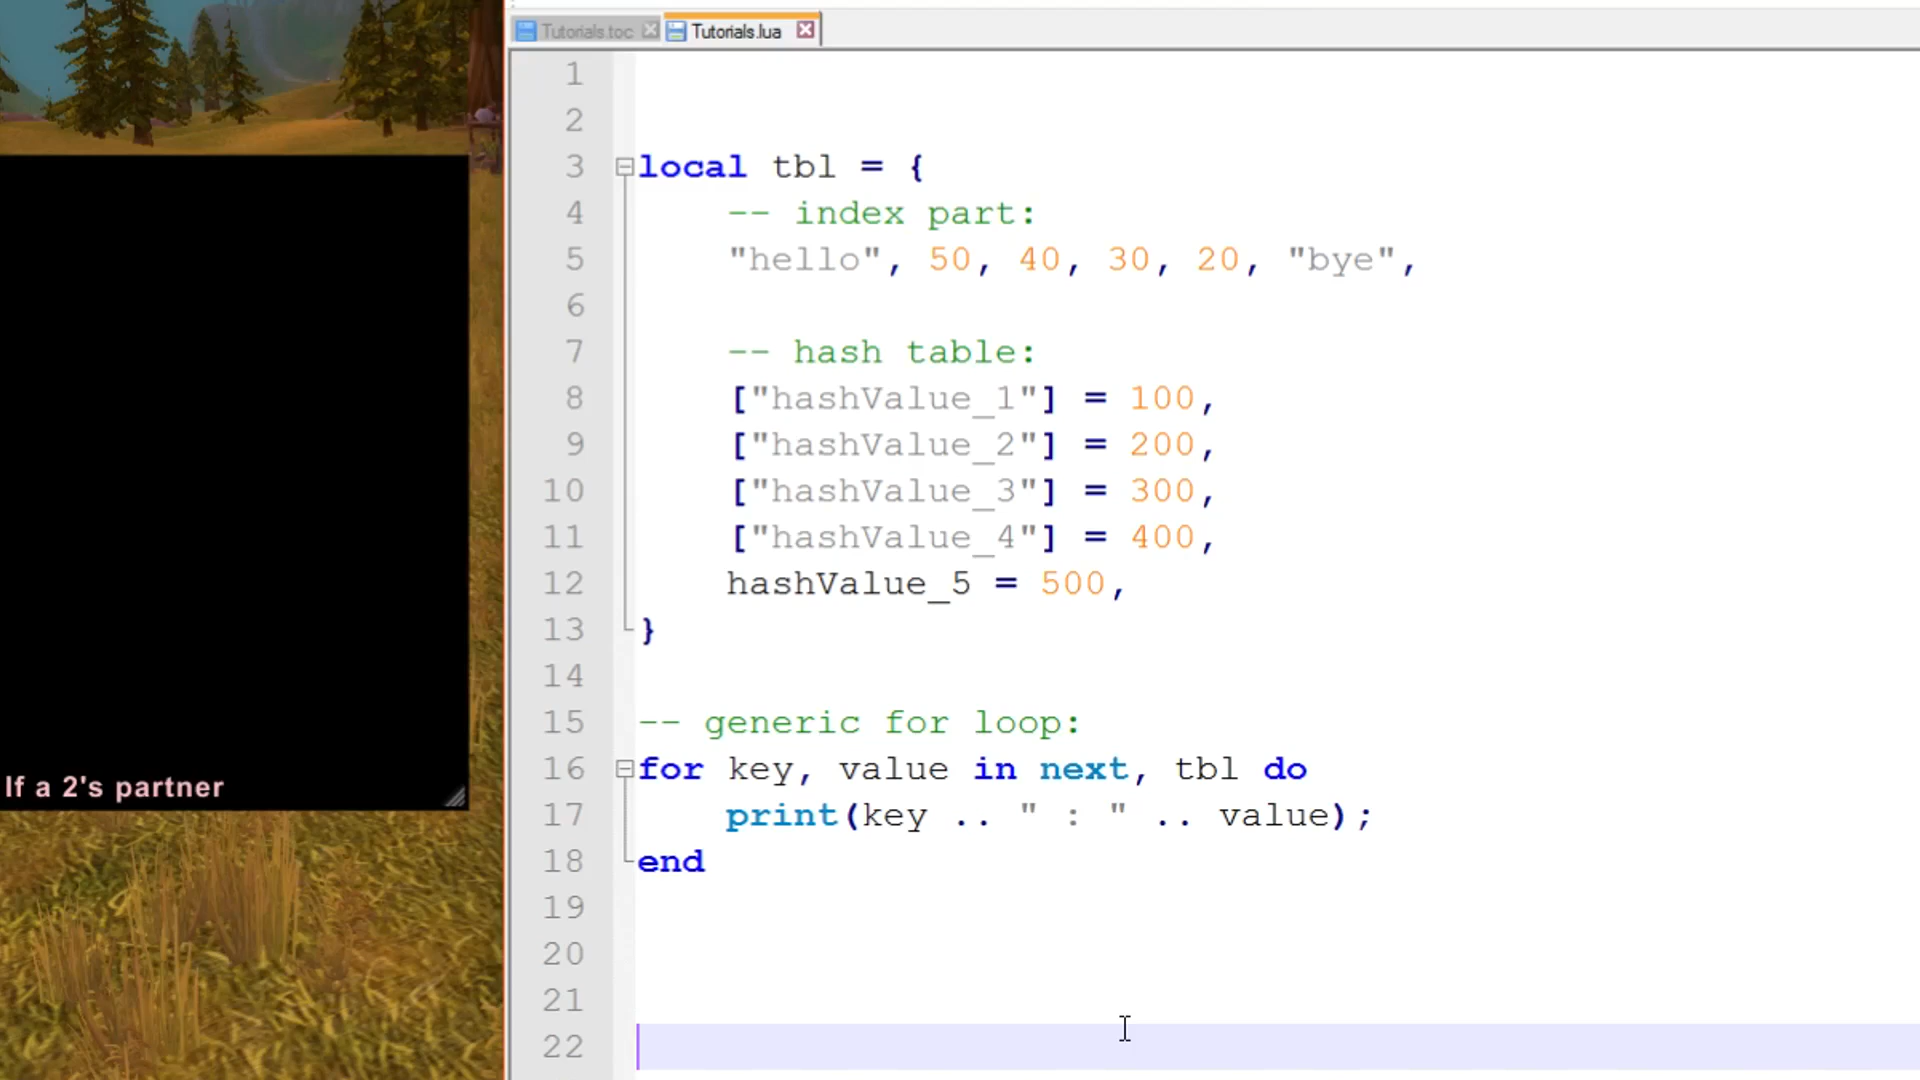 Tutorials.toc Tutorials.lua
1
2
3 local tbl = {
4 -- index part:
5 "hello", 50, 40, 30, 20, "bye",
6
7 -- hash table:
8 ["hashValue_1"] = 100,
9 ["hashValue_2"] = 200,
10 ["hashValue_3"] = 300,
11 ["hashValue_4"] = 400,
12 hashValue_5 = 500,
13 }
14
15 -- generic for loop:
16 for key, value in next, tbl do
17 print(key .. " : " .. value);
18 end
19
20
21
22
If a 2's partner